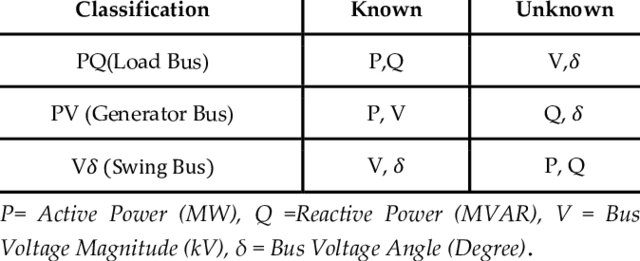 Classification Known Unknown
PQ(Load Bus) P,Q V,δ
PV (Generator Bus) P, V Q, δ
Vδ (Swing Bus) V, δ P, Q
P= Active Power (MW), Q =Reactive Power (MVAR), V = Bus
Voltage Magnitude (kV), δ = Bus Voltage Angle (Degree).